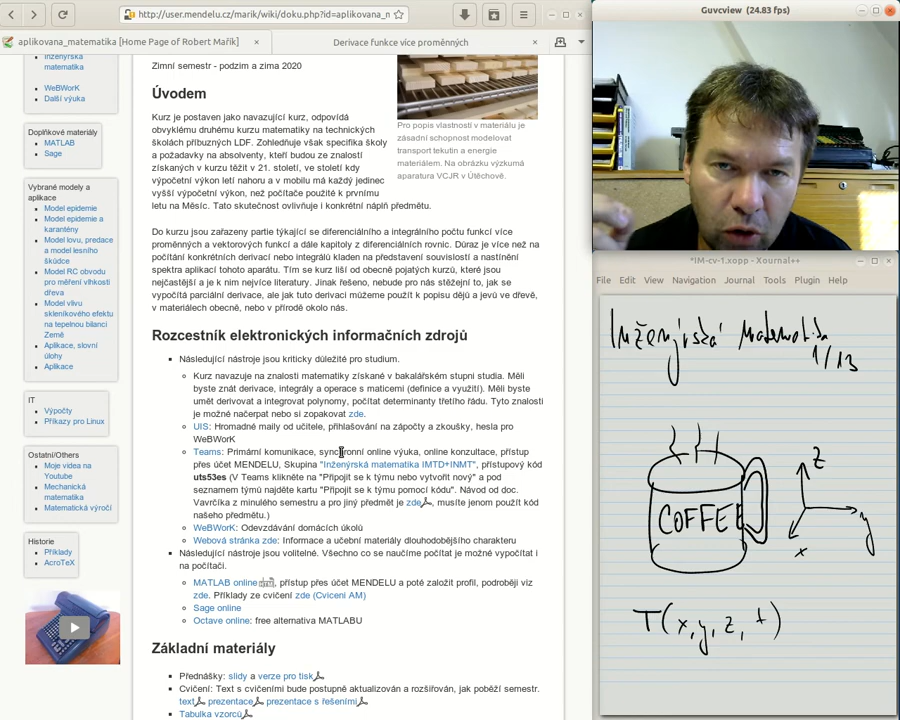 http://user.mendelu.cz/marik/wiki/doku.php?id=aplikovana_n
aplikovana_matematika [Home Page of Robert Mařík]
Derivace funkce více proměnných
Inženýrská
matematika
WeBWorK
Další výuka
Doplňkové materiály
MATLAB
Sage
Vybrané modely a
aplikace
Model epidemie
Model epidemie a
karantény
Model lovu, predace
a model lesního
škůdce
Model RC obvodu
pro měření vlhkosti
dřeva
Model vlivu
skleníkového efektu
na tepelnou bilanci
Země
Aplikace, slovní
úlohy
Aplikace
IT
Výpočty
Příkazy pro Linux
Ostatní/Others
Moje videa na
Youtube
Mechanická
matematika
Matematická výročí
Historie
Příklady
AcroTeX
Zimní semestr - podzim a zima 2020
Úvodem
Kurz je postaven jako navazující kurz, odpovídá
obvyklému druhému kurzu matematiky na technických
školách příbuzných LDF. Zohledňuje však specifika školy
a požadavky na absolventy, kteří budou ze znalostí
získaných v kurzu těžit v 21. století, ve století kdy
výpočetní výkon letí nahoru a v mobilu má každý jedinec
vyšší výpočetní výkon, než počítače použité k prvnímu
letu na Měsíc. Tato skutečnost ovlivňuje i konkrétní náplň předmětu.
Pro popis vlastností v materiálu je
zásadní schopnost modelovat
transport tekutin a energie
materiálem. Na obrázku výzkumá
aparatura VCJR v Útěchově.
Do kurzu jsou zařazeny partie týkající se diferenciálního a integrálního počtu funkcí více
proměnných a vektorových funkcí a dále kapitoly z diferenciálních rovnic. Důraz je více než na
počítání konkrétních derivací nebo integrálů kladen na představení souvislostí a nastínění
spektra aplikací tohoto aparátu. Tím se kurz liší od obecně pojatých kurzů, které jsou
nejčastější a je k nim nejvíce literatury. Jinak řešeno, nebude pro nás stěžejní to, jak se
vypočítá parciální derivace, ale jak tuto derivaci můžeme použít k popisu dějů a jevů ve dřevě,
v materiálech obecně, nebo v přírodě okolo nás.
Rozcestník elektronických informačních zdrojů
Následující nástroje jsou kriticky důležité pro studium.
Kurz navazuje na znalosti matematiky získané v bakalářském stupni studia. Měli
byste znát derivace, integrály a operace s maticemi (definice a využití). Měli byste
umět derivovat a integrovat polynomy, počítat determinanty třetího řádu. Tyto znalosti
je možné načerpat nebo si zopakovat zde.
UIS: Hromadné maily od učitele, přihlašování na zápočty a zkoušky, hesla pro
WeBWorK
Teams: Primární komunikace, synchronní online výuka, online konzultace, přístup
přes účet MENDELU, Skupina "Inženýrská matematika IMTD+INMT", přístupový kód
uts53es (V Teams klikněte na "Připojit se k týmu nebo vytvořit nový" a pod
seznamem týmů najděte kartu "Připojit se k týmu pomocí kódu". Návod od doc.
Vavrčíka z minulého semestru a pro jiný předmět je zde, musíte jenom použít kód
našeho předmětu.)
WeBWorK: Odevzdávání domácích úkolů
Webová stránka zde: Informace a učební materiály dlouhodobějšího charakteru
Následující nástroje jsou volitelné. Všechno co se naučíme počítat je možné vypočítat i
na počítači.
MATLAB online, přístup přes účet MENDELU a poté založit profil, podroběji viz
zde. Příklady ze cvičení zde (Cviceni AM)
Sage online
Octave online: free alternativa MATLABU
Základní materiály
Přednášky: slidy a verze pro tisk
Cvičení: Text s cvičeními bude postupně aktualizován a rozšiřován, jak poběží semestr.
text prezentace prezentace s řešeními
Tabulka vzorců
Guvcview (24.83 fps)
*IM-cv-1.xopp - Xournal++
File Edit View Navigation Journal Tools Plugin Help
Inženýrská matematika
1/13
COFFEE
z
y
x
T(x, y, z, t)